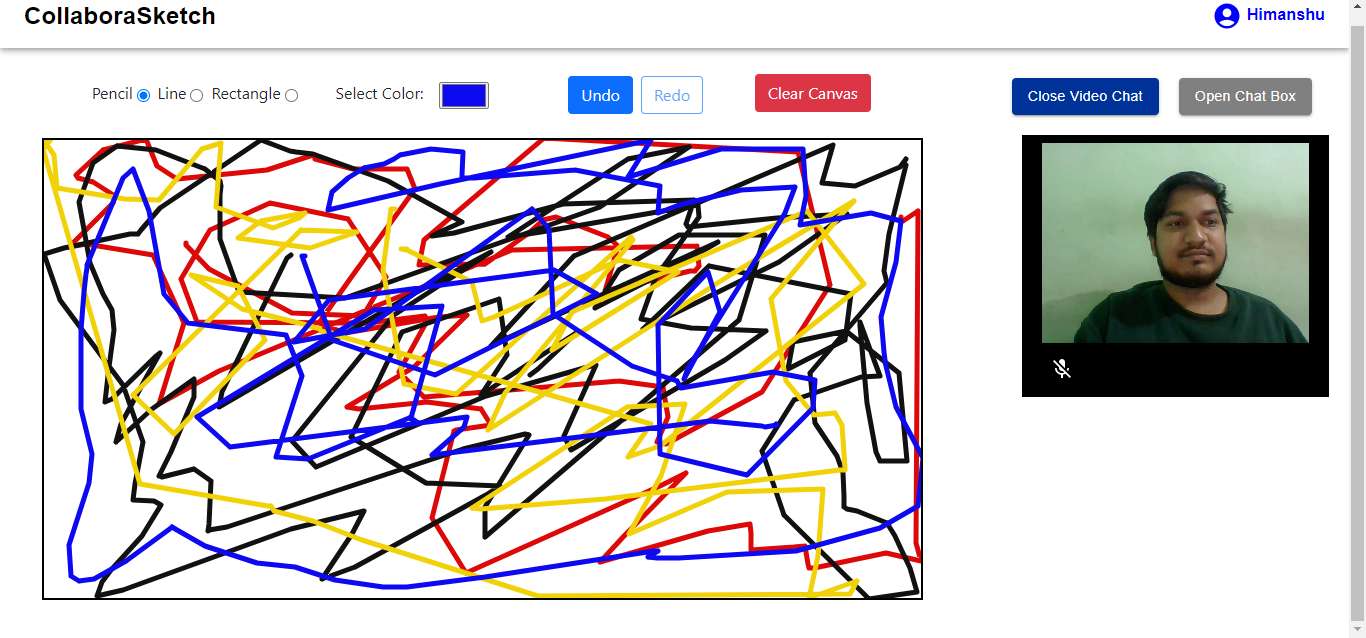 CollaboraSketch
Himanshu
Pencil Line Rectangle Select Color: Undo Redo Clear Canvas Close Video Chat Open Chat Box